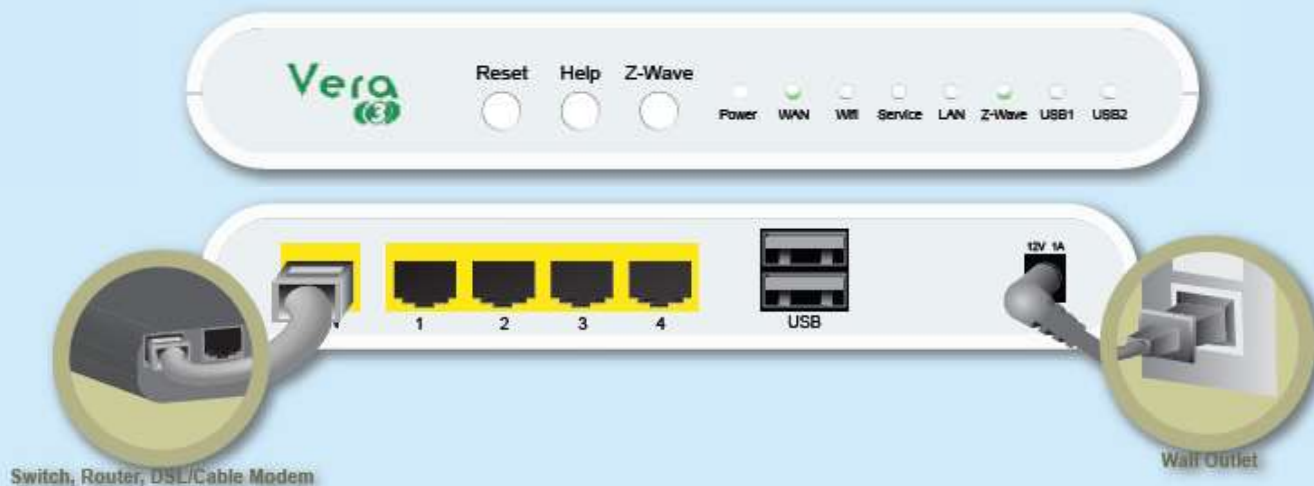 Vera
3
Reset Help Z-Wave
Power WAN Wifi Service LAN Z-Wave USB1 USB2
12V 1A
1 2 3 4
USB
Switch, Router, DSL/Cable Modem
Wall Outlet